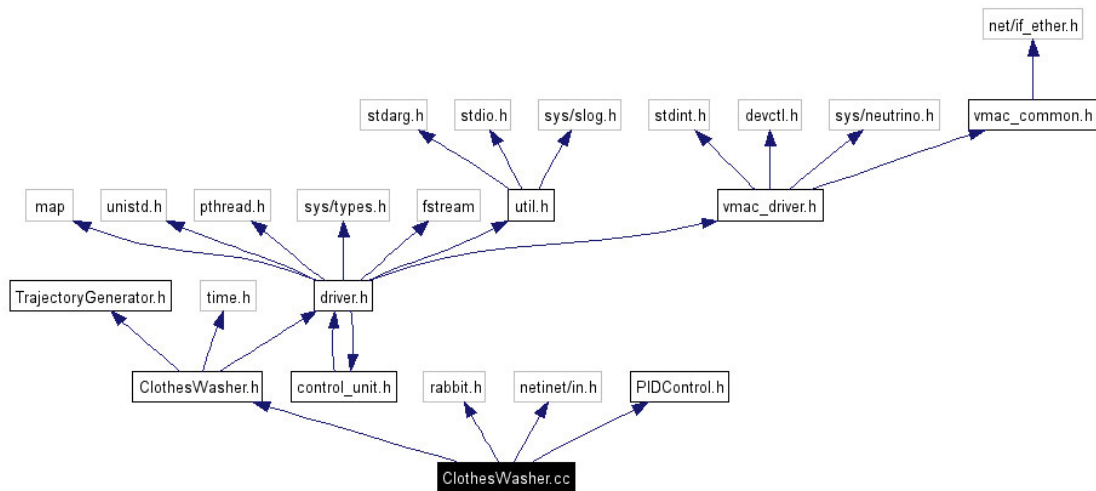 net/if_ether.h
stdarg.h
stdio.h
sys/slog.h
stdint.h
devctl.h
sys/neutrino.h
vmac_common.h
map
unistd.h
pthread.h
sys/types.h
fstream
util.h
vmac_driver.h
TrajectoryGenerator.h
time.h
driver.h
ClothesWasher.h
control_unit.h
rabbit.h
netinet/in.h
PIDControl.h
ClothesWasher.cc